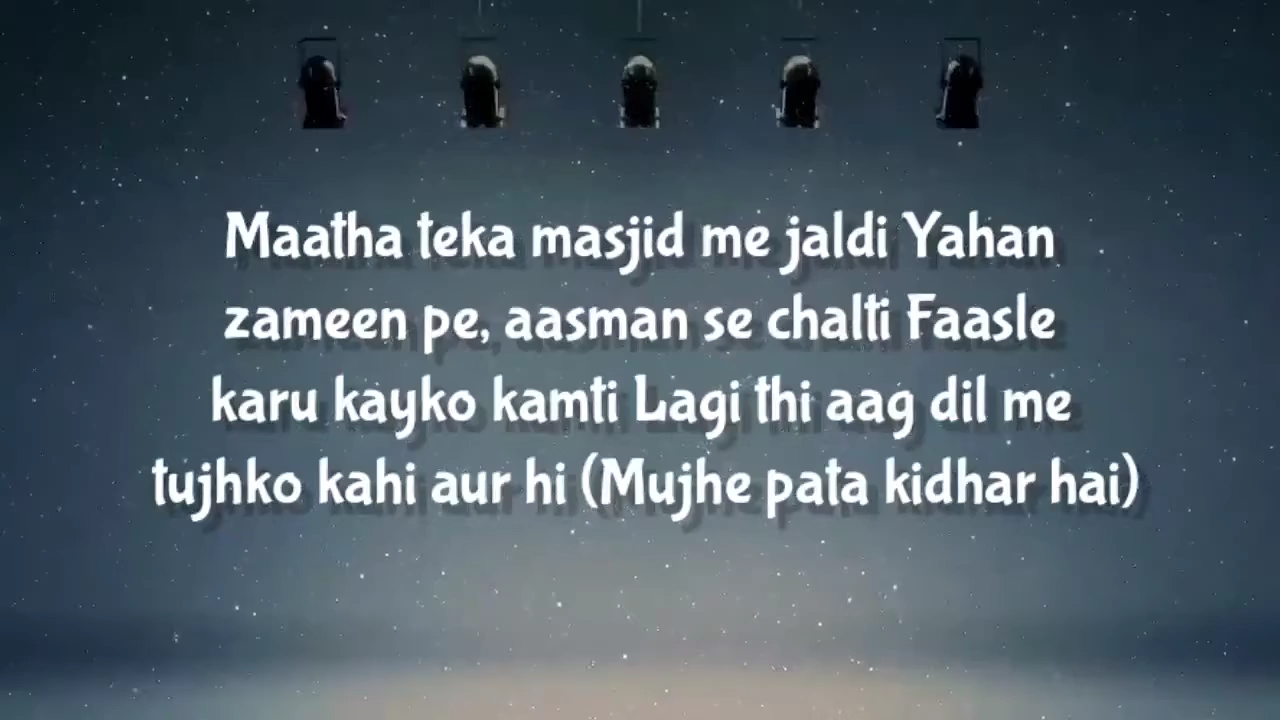 Maatha teka masjid me jaldi Yahan
zameen pe, aasman se chalti Faasle
karu kayko kamti Lagi thi aag dil me
tujhko kahi aur hi (Mujhe pata kidhar hai)